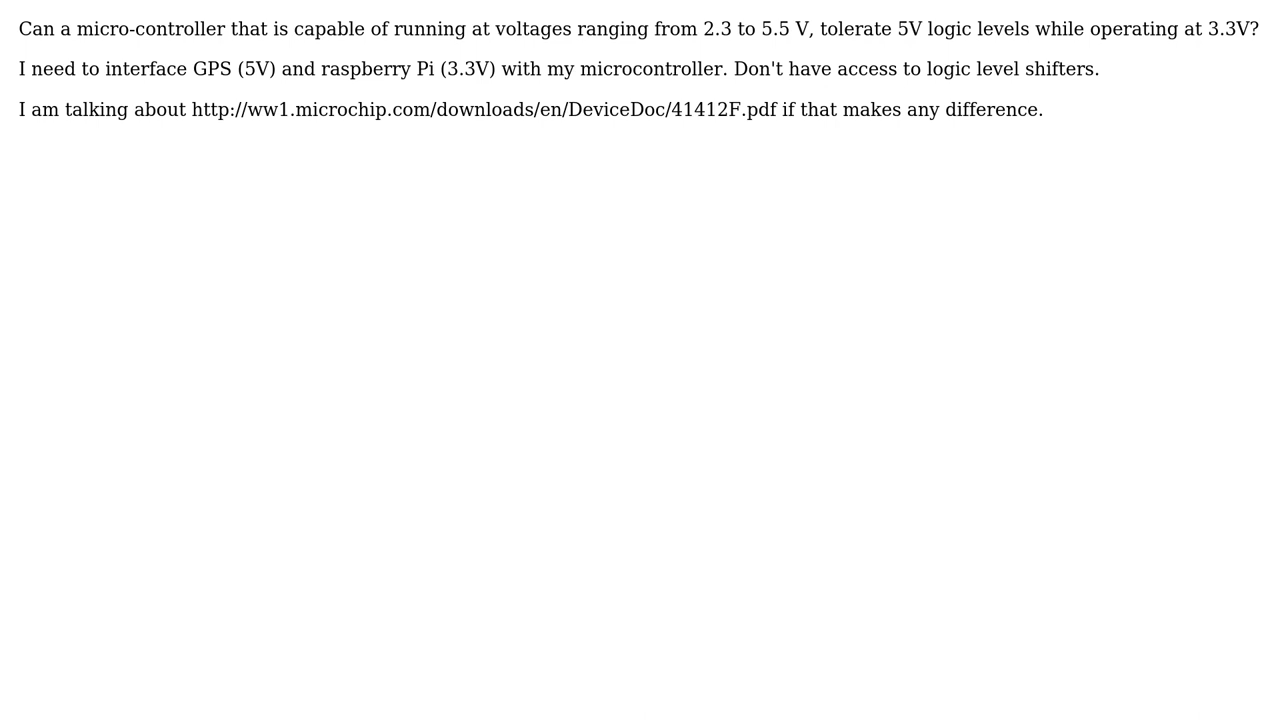 Can a micro-controller that is capable of running at voltages ranging from 2.3 to 5.5 V, tolerate 5V logic levels while operating at 3.3V?
I need to interface GPS (5V) and raspberry Pi (3.3V) with my microcontroller. Don't have access to logic level shifters.
I am talking about http://ww1.microchip.com/downloads/en/DeviceDoc/41412F.pdf if that makes any difference.